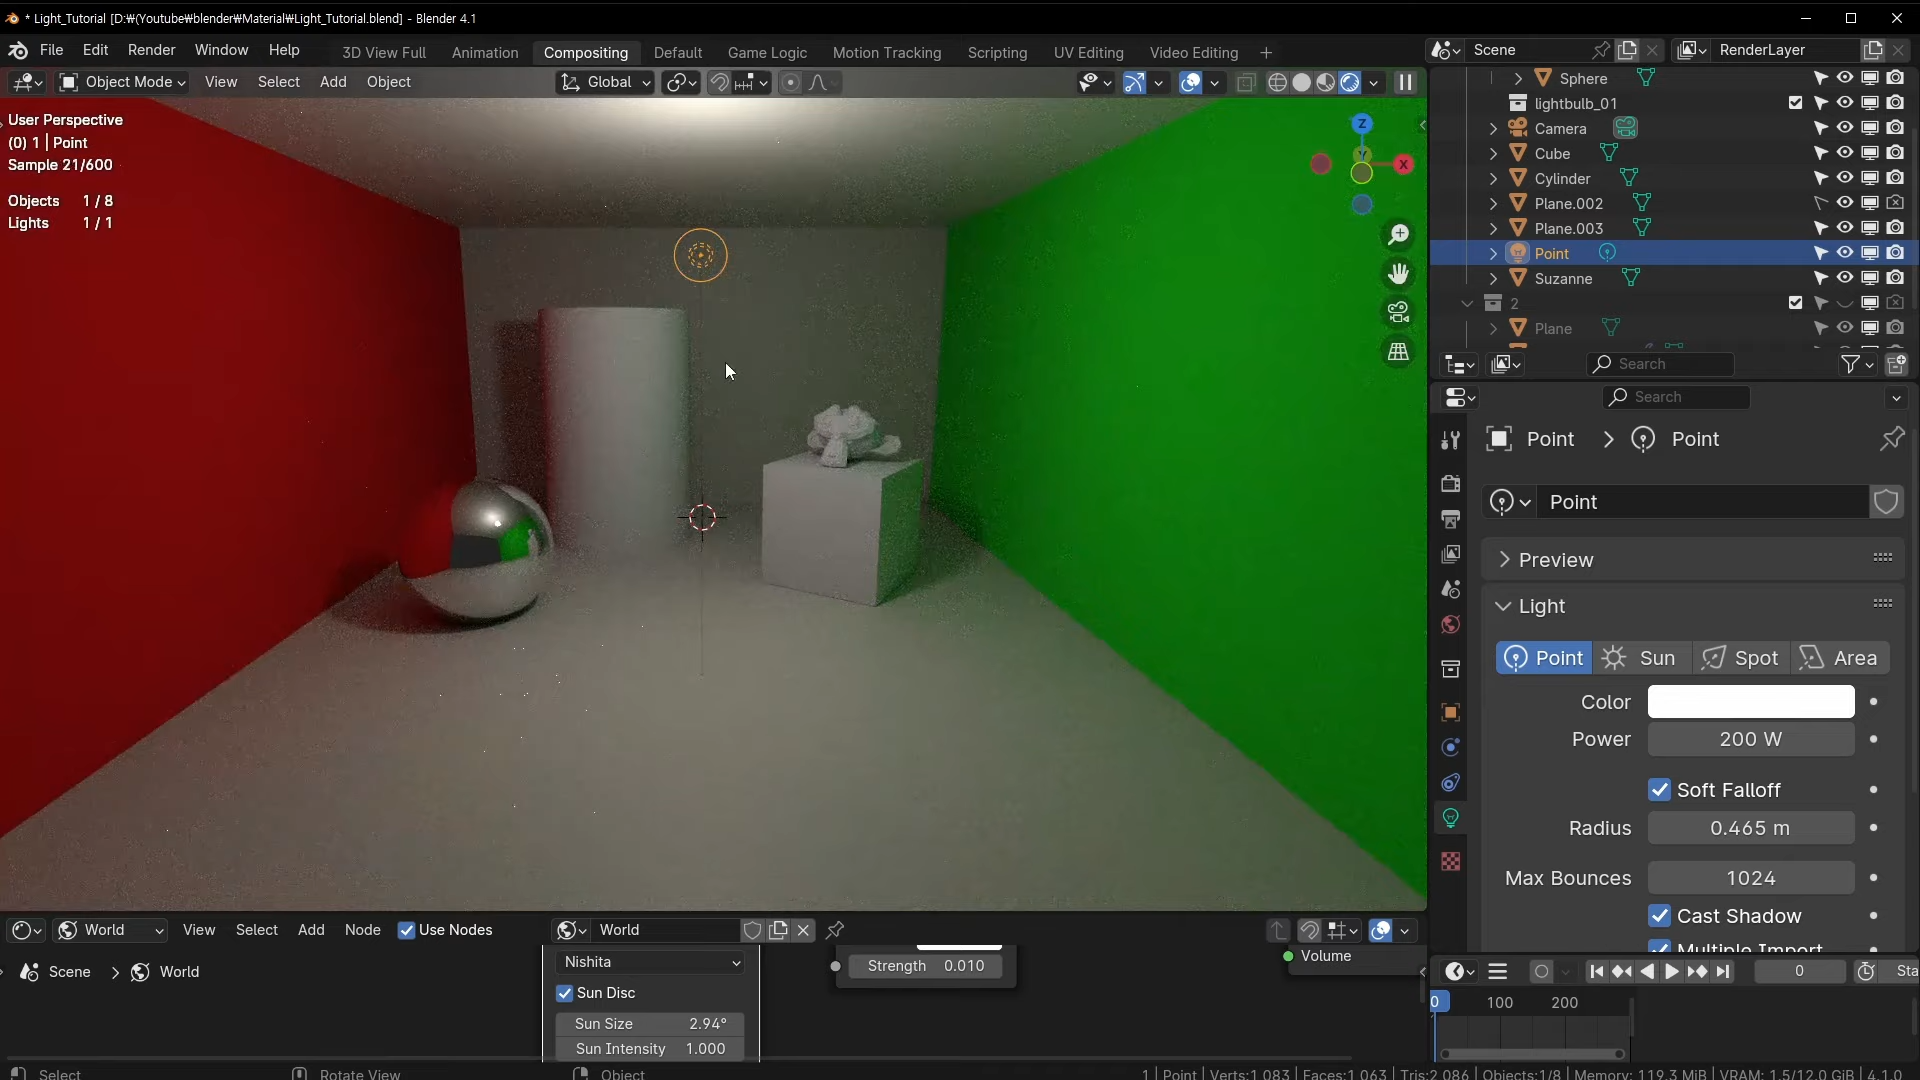 * Light_Tutorial [D:₩(Youtube₩blender₩Material₩Light_Tutorial.blend] - Blender 4.1
File Edit Render Window Help 3D View Full Animation Compositing Default Game Logic Motion Tracking Scripting UV Editing Video Editing + Scene RenderLayer
Object Mode View Select Add Object Global
User Perspective
(0) 1 | Point
Sample 21/600
Objects 1 / 8
Lights 1 / 1
Z
Y
X
Sphere
lightbulb_01
Camera
Cube
Cylinder
Plane.002
Plane.003
Point
Suzanne
2
Plane
Search
Search
Point > Point
Point
Preview
Light
Point Sun Spot Area
Color
Power 200 W
Soft Falloff
Radius 0.465 m
Max Bounces 1024
Cast Shadow
Multiple Import
World View Select Add Node Use Nodes World
Scene > World
Nishita
Sun Disc
Sun Size 2.94°
Sun Intensity 1.000
Strength 0.010
Volume
0 Sta
0 100 200
Select Rotate View Object
1 | Point | Verts:1,083 | Faces:1,063 | Tris:2,086 | Objects:1/8 | Memory: 119.3 MiB | VRAM: 1.5/12.0 GiB | 4.1.0